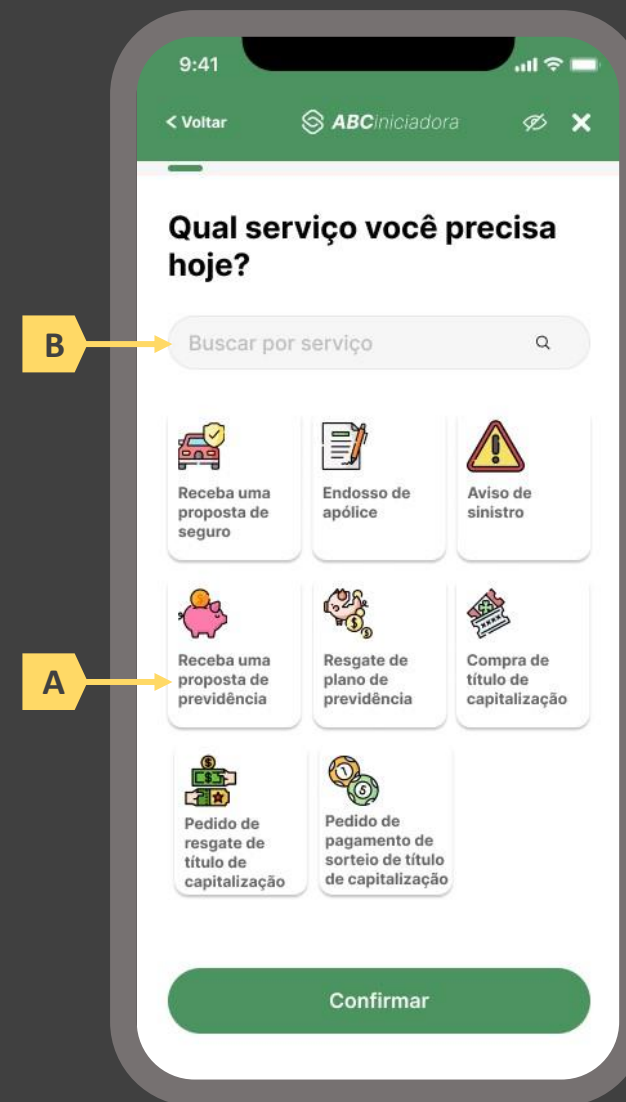 9:41
< Voltar
ABCiniciadora
Qual serviço você precisa
hoje?
B
Buscar por serviço
Receba uma
proposta de
seguro
Endosso de
apólice
Aviso de
sinistro
A
Receba uma
proposta de
previdência
Resgate de
plano de
previdência
Compra de
título de
capitalização
Pedido de
resgate de
título de
capitalização
Pedido de
pagamento de
sorteio de título
de capitalização
Confirmar